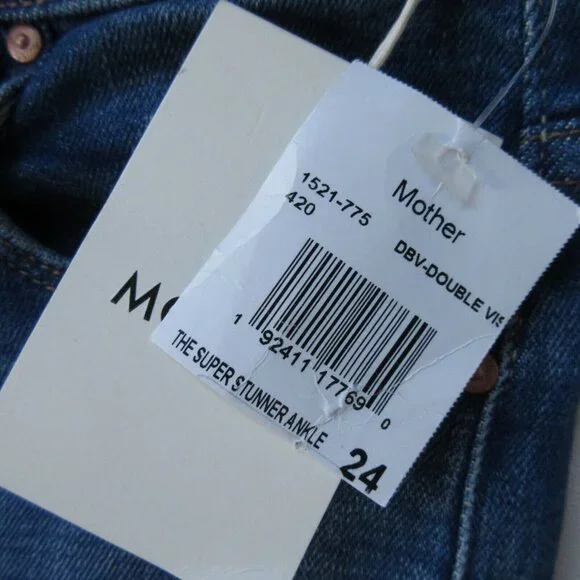 Mother
1521-775
420
DBV-DOUBLE VIS
1 92411 17769 0
THE SUPER STUNNER ANKLE
24
MO